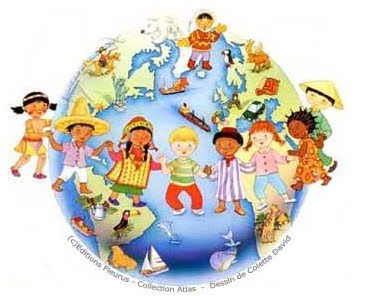 (c)Editions Fleurus - Collection Atlas - Dessin de Colette David